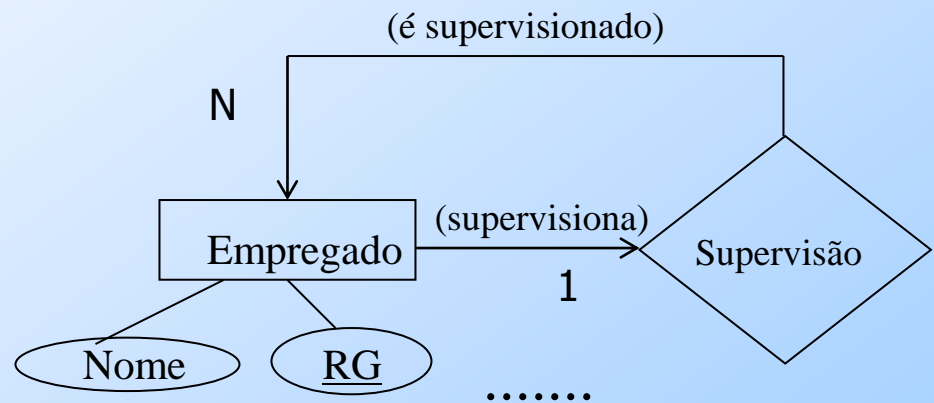 (é supervisionado)
N
(supervisiona)
Empregado
Supervisão
1
Nome
RG
.......